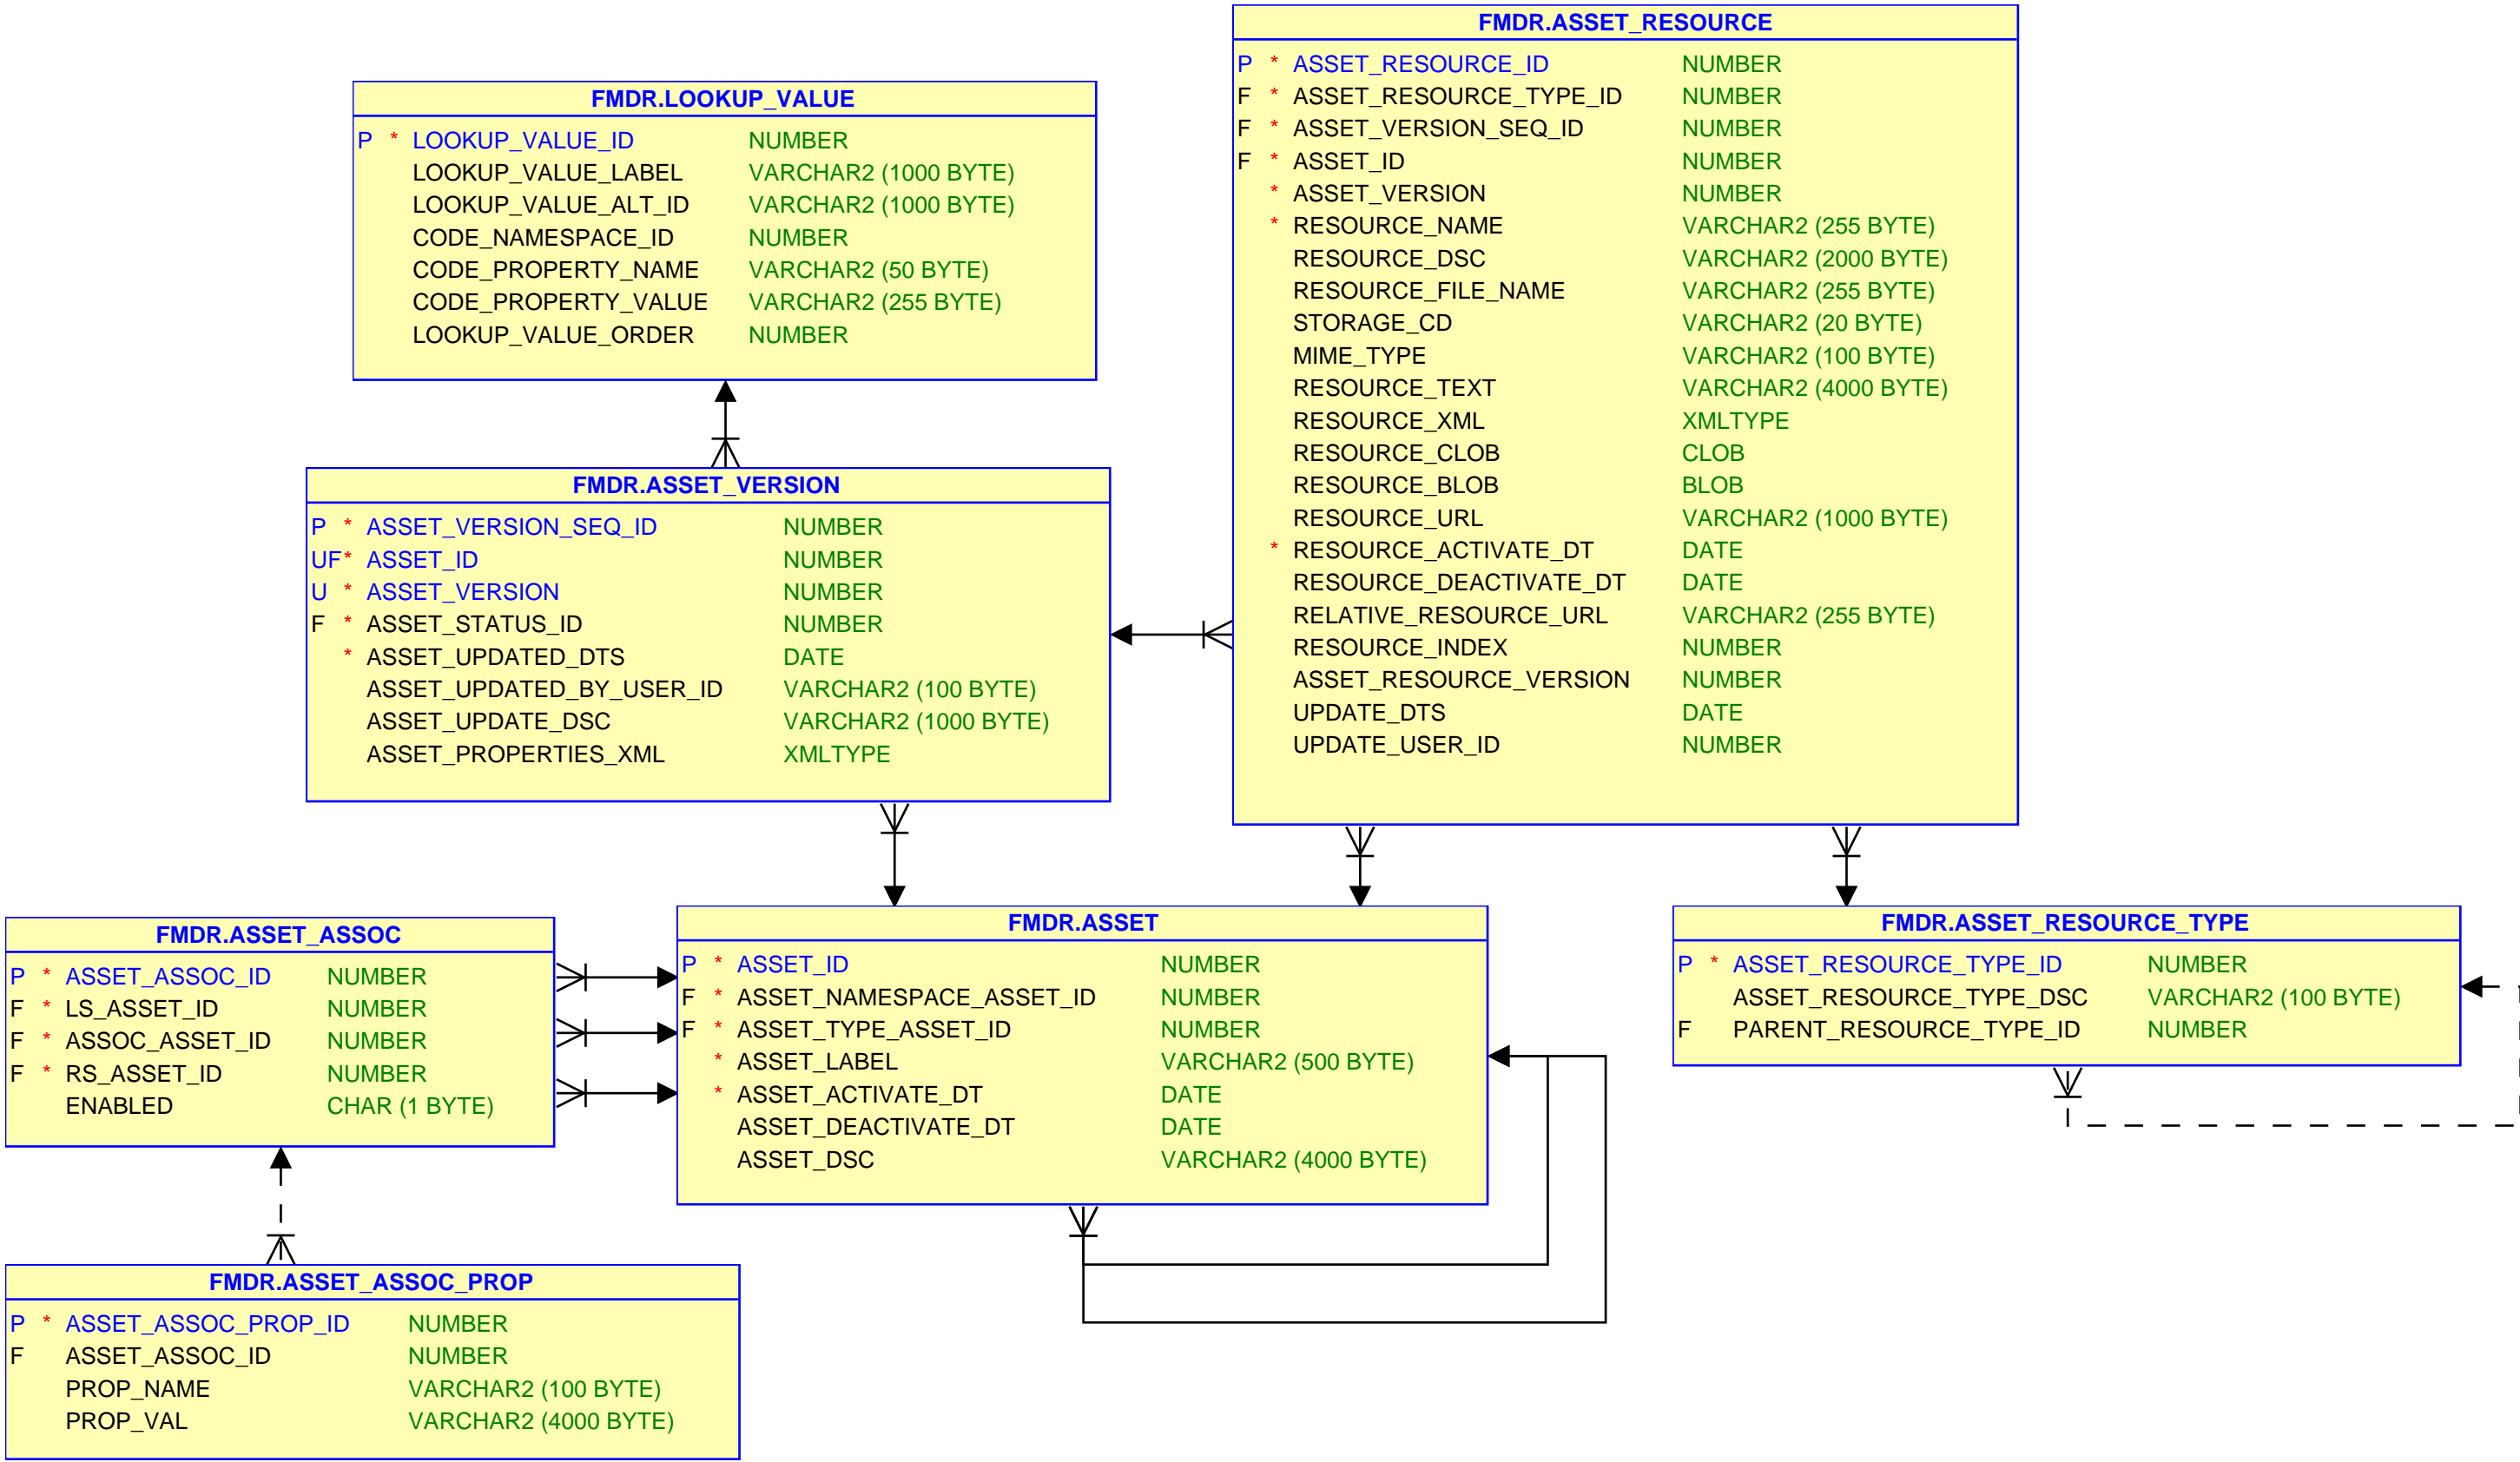 FMDR.LOOKUP_VALUE
P * LOOKUP_VALUE_ID NUMBER
LOOKUP_VALUE_LABEL VARCHAR2 (1000 BYTE)
LOOKUP_VALUE_ALT_ID VARCHAR2 (1000 BYTE)
CODE_NAMESPACE_ID NUMBER
CODE_PROPERTY_NAME VARCHAR2 (50 BYTE)
CODE_PROPERTY_VALUE VARCHAR2 (255 BYTE)
LOOKUP_VALUE_ORDER NUMBER
FMDR.ASSET_RESOURCE
P * ASSET_RESOURCE_ID NUMBER
F * ASSET_RESOURCE_TYPE_ID NUMBER
F * ASSET_VERSION_SEQ_ID NUMBER
F * ASSET_ID NUMBER
* ASSET_VERSION NUMBER
* RESOURCE_NAME VARCHAR2 (255 BYTE)
RESOURCE_DSC VARCHAR2 (2000 BYTE)
RESOURCE_FILE_NAME VARCHAR2 (255 BYTE)
STORAGE_CD VARCHAR2 (20 BYTE)
MIME_TYPE VARCHAR2 (100 BYTE)
RESOURCE_TEXT VARCHAR2 (4000 BYTE)
RESOURCE_XML XMLTYPE
RESOURCE_CLOB CLOB
RESOURCE_BLOB BLOB
RESOURCE_URL VARCHAR2 (1000 BYTE)
* RESOURCE_ACTIVATE_DT DATE
RESOURCE_DEACTIVATE_DT DATE
RELATIVE_RESOURCE_URL VARCHAR2 (255 BYTE)
RESOURCE_INDEX NUMBER
ASSET_RESOURCE_VERSION NUMBER
UPDATE_DTS DATE
UPDATE_USER_ID NUMBER
FMDR.ASSET_VERSION
P * ASSET_VERSION_SEQ_ID NUMBER
UF* ASSET_ID NUMBER
U * ASSET_VERSION NUMBER
F * ASSET_STATUS_ID NUMBER
* ASSET_UPDATED_DTS DATE
ASSET_UPDATED_BY_USER_ID VARCHAR2 (100 BYTE)
ASSET_UPDATE_DSC VARCHAR2 (1000 BYTE)
ASSET_PROPERTIES_XML XMLTYPE
FMDR.ASSET_ASSOC
P * ASSET_ASSOC_ID NUMBER
F * LS_ASSET_ID NUMBER
F * ASSOC_ASSET_ID NUMBER
F * RS_ASSET_ID NUMBER
ENABLED CHAR (1 BYTE)
FMDR.ASSET
P * ASSET_ID NUMBER
F * ASSET_NAMESPACE_ASSET_ID NUMBER
F * ASSET_TYPE_ASSET_ID NUMBER
* ASSET_LABEL VARCHAR2 (500 BYTE)
* ASSET_ACTIVATE_DT DATE
ASSET_DEACTIVATE_DT DATE
ASSET_DSC VARCHAR2 (4000 BYTE)
FMDR.ASSET_RESOURCE_TYPE
P * ASSET_RESOURCE_TYPE_ID NUMBER
ASSET_RESOURCE_TYPE_DSC VARCHAR2 (100 BYTE)
F PARENT_RESOURCE_TYPE_ID NUMBER
FMDR.ASSET_ASSOC_PROP
P * ASSET_ASSOC_PROP_ID NUMBER
F ASSET_ASSOC_ID NUMBER
PROP_NAME VARCHAR2 (100 BYTE)
PROP_VAL VARCHAR2 (4000 BYTE)